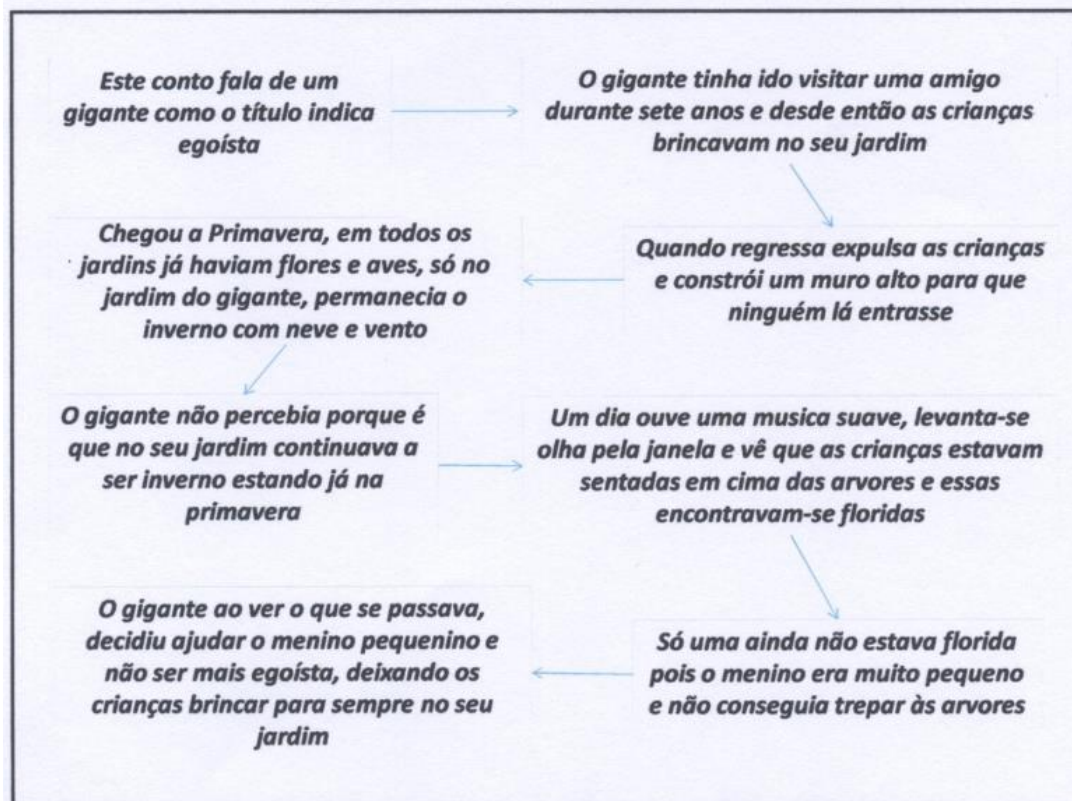 Este conto fala de um
gigante como o título indica
egoísta
O gigante tinha ido visitar uma amigo
durante sete anos e desde então as crianças
brincavam no seu jardim
Quando regressa expulsa as crianças
e constrói um muro alto para que
ninguém lá entrasse
Chegou a Primavera, em todos os
jardins já haviam flores e aves, só no
jardim do gigante, permanecia o
inverno com neve e vento
O gigante não percebia porque é
que no seu jardim continuava a
ser inverno estando já na
primavera
Um dia ouve uma musica suave, levanta-se
olha pela janela e vê que as crianças estavam
sentadas em cima das arvores e essas
encontravam-se floridas
Só uma ainda não estava florida
pois o menino era muito pequeno
e não conseguia trepar às arvores
O gigante ao ver o que se passava,
decidiu ajudar o menino pequenino e
não ser mais egoísta, deixando os
crianças brincar para sempre no seu
jardim